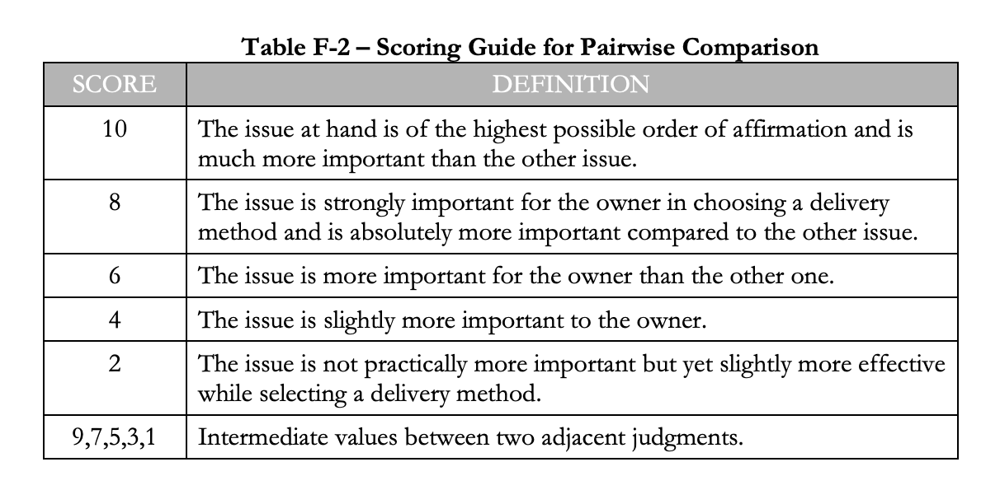 Table F-2 – Scoring Guide for Pairwise Comparison
SCORE DEFINITION
10 The issue at hand is of the highest possible order of affirmation and is
much more important than the other issue.
8 The issue is strongly important for the owner in choosing a delivery
method and is absolutely more important compared to the other issue.
6 The issue is more important for the owner than the other one.
4 The issue is slightly more important to the owner.
2 The issue is not practically more important but yet slightly more effective
while selecting a delivery method.
9,7,5,3,1 Intermediate values between two adjacent judgments.